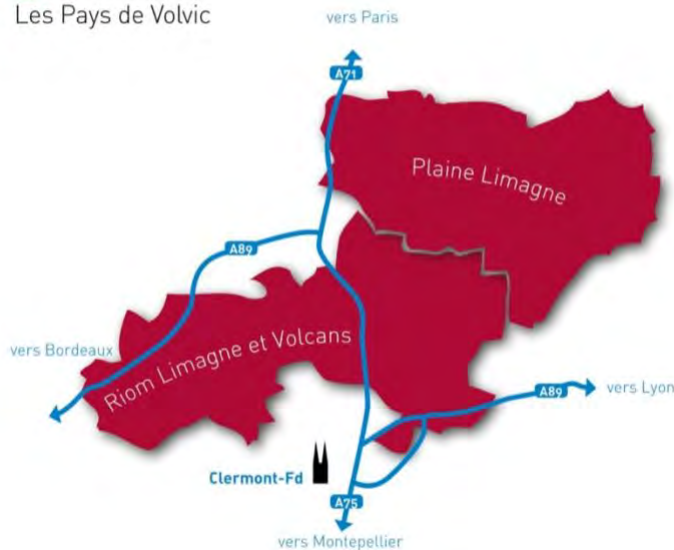 Les Pays de Volvic
vers Paris
A71
Plaine Limagne
A89
vers Bordeaux
Riom Limagne et Volcans
A89
vers Lyon
Clermont-Fd
A75
vers Montepellier